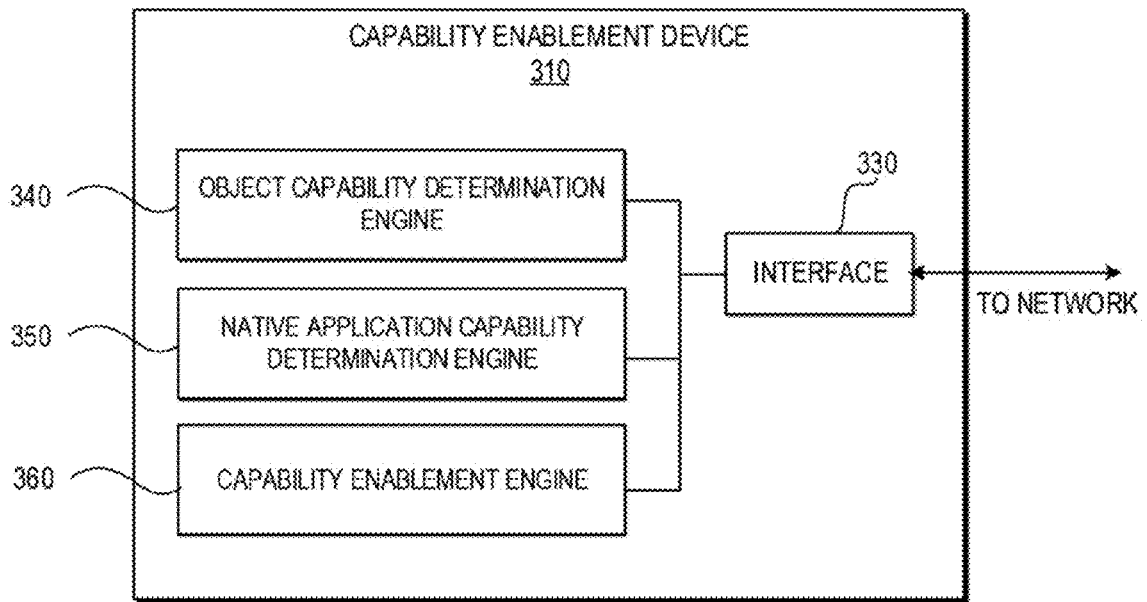 CAPABILITY ENABLEMENT DEVICE
310
330
340
OBJECT CAPABILITY DETERMINATION
ENGINE
INTERFACE
TO NETWORK
350
NATIVE APPLICATION CAPABILITY
DETERMINATION ENGINE
360
CAPABILITY ENABLEMENT ENGINE